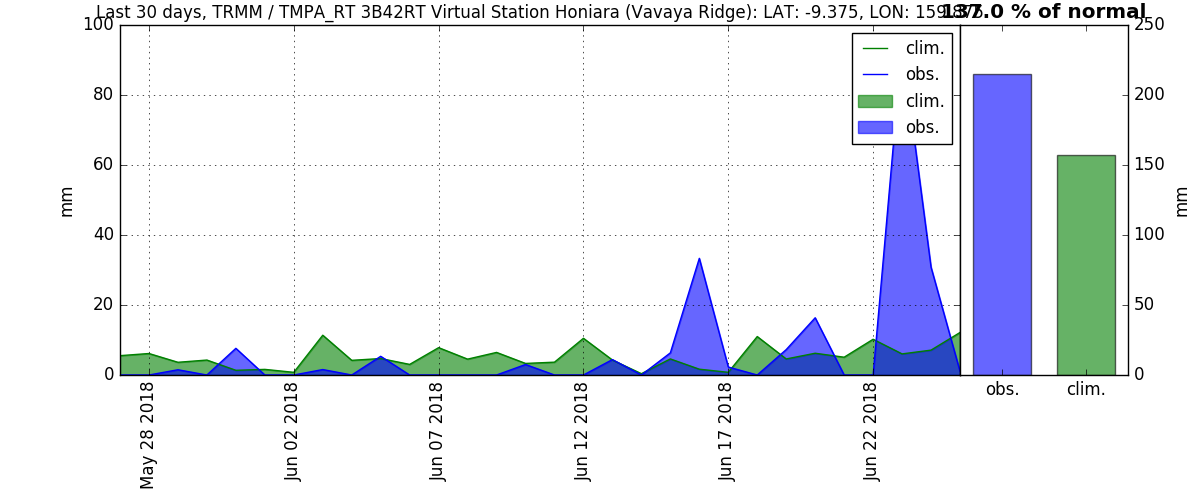 Last 30 days, TRMM / TMPA_RT 3B42RT Virtual Station Honiara (Vavaya Ridge): LAT: -9.375, LON:
137.0 % of normal
100
80
60
40
20
0
mm
clim.
obs.
clim.
obs.
250
200
150
100
50
0
mm
obs. clim.
May 28 2018
Jun 02 2018
Jun 07 2018
Jun 12 2018
Jun 17 2018
Jun 22 2018